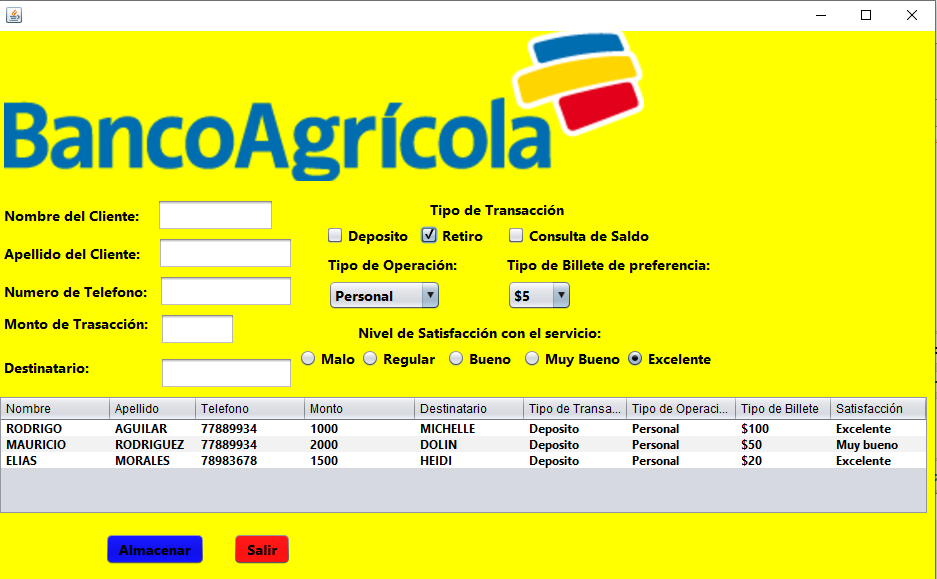 BancoAgrícola
Nombre del Cliente:
Apellido del Cliente:
Numero de Telefono:
Monto de Trasacción:
Destinatario:
Tipo de Transacción
Deposito Retiro Consulta de Saldo
Tipo de Operación: Tipo de Billete de preferencia:
Personal $5
Nivel de Satisfacción con el servicio:
Malo Regular Bueno Muy Bueno Excelente
Nombre Apellido Telefono Monto Destinatario Tipo de Transa... Tipo de Operaci... Tipo de Billete Satisfacción
RODRIGO AGUILAR 77889934 1000 MICHELLE Deposito Personal $100 Excelente
MAURICIO RODRIGUEZ 77889934 2000 DOLIN Deposito Personal $50 Muy bueno
ELIAS MORALES 78983678 1500 HEIDI Deposito Personal $20 Excelente
Almacenar Salir